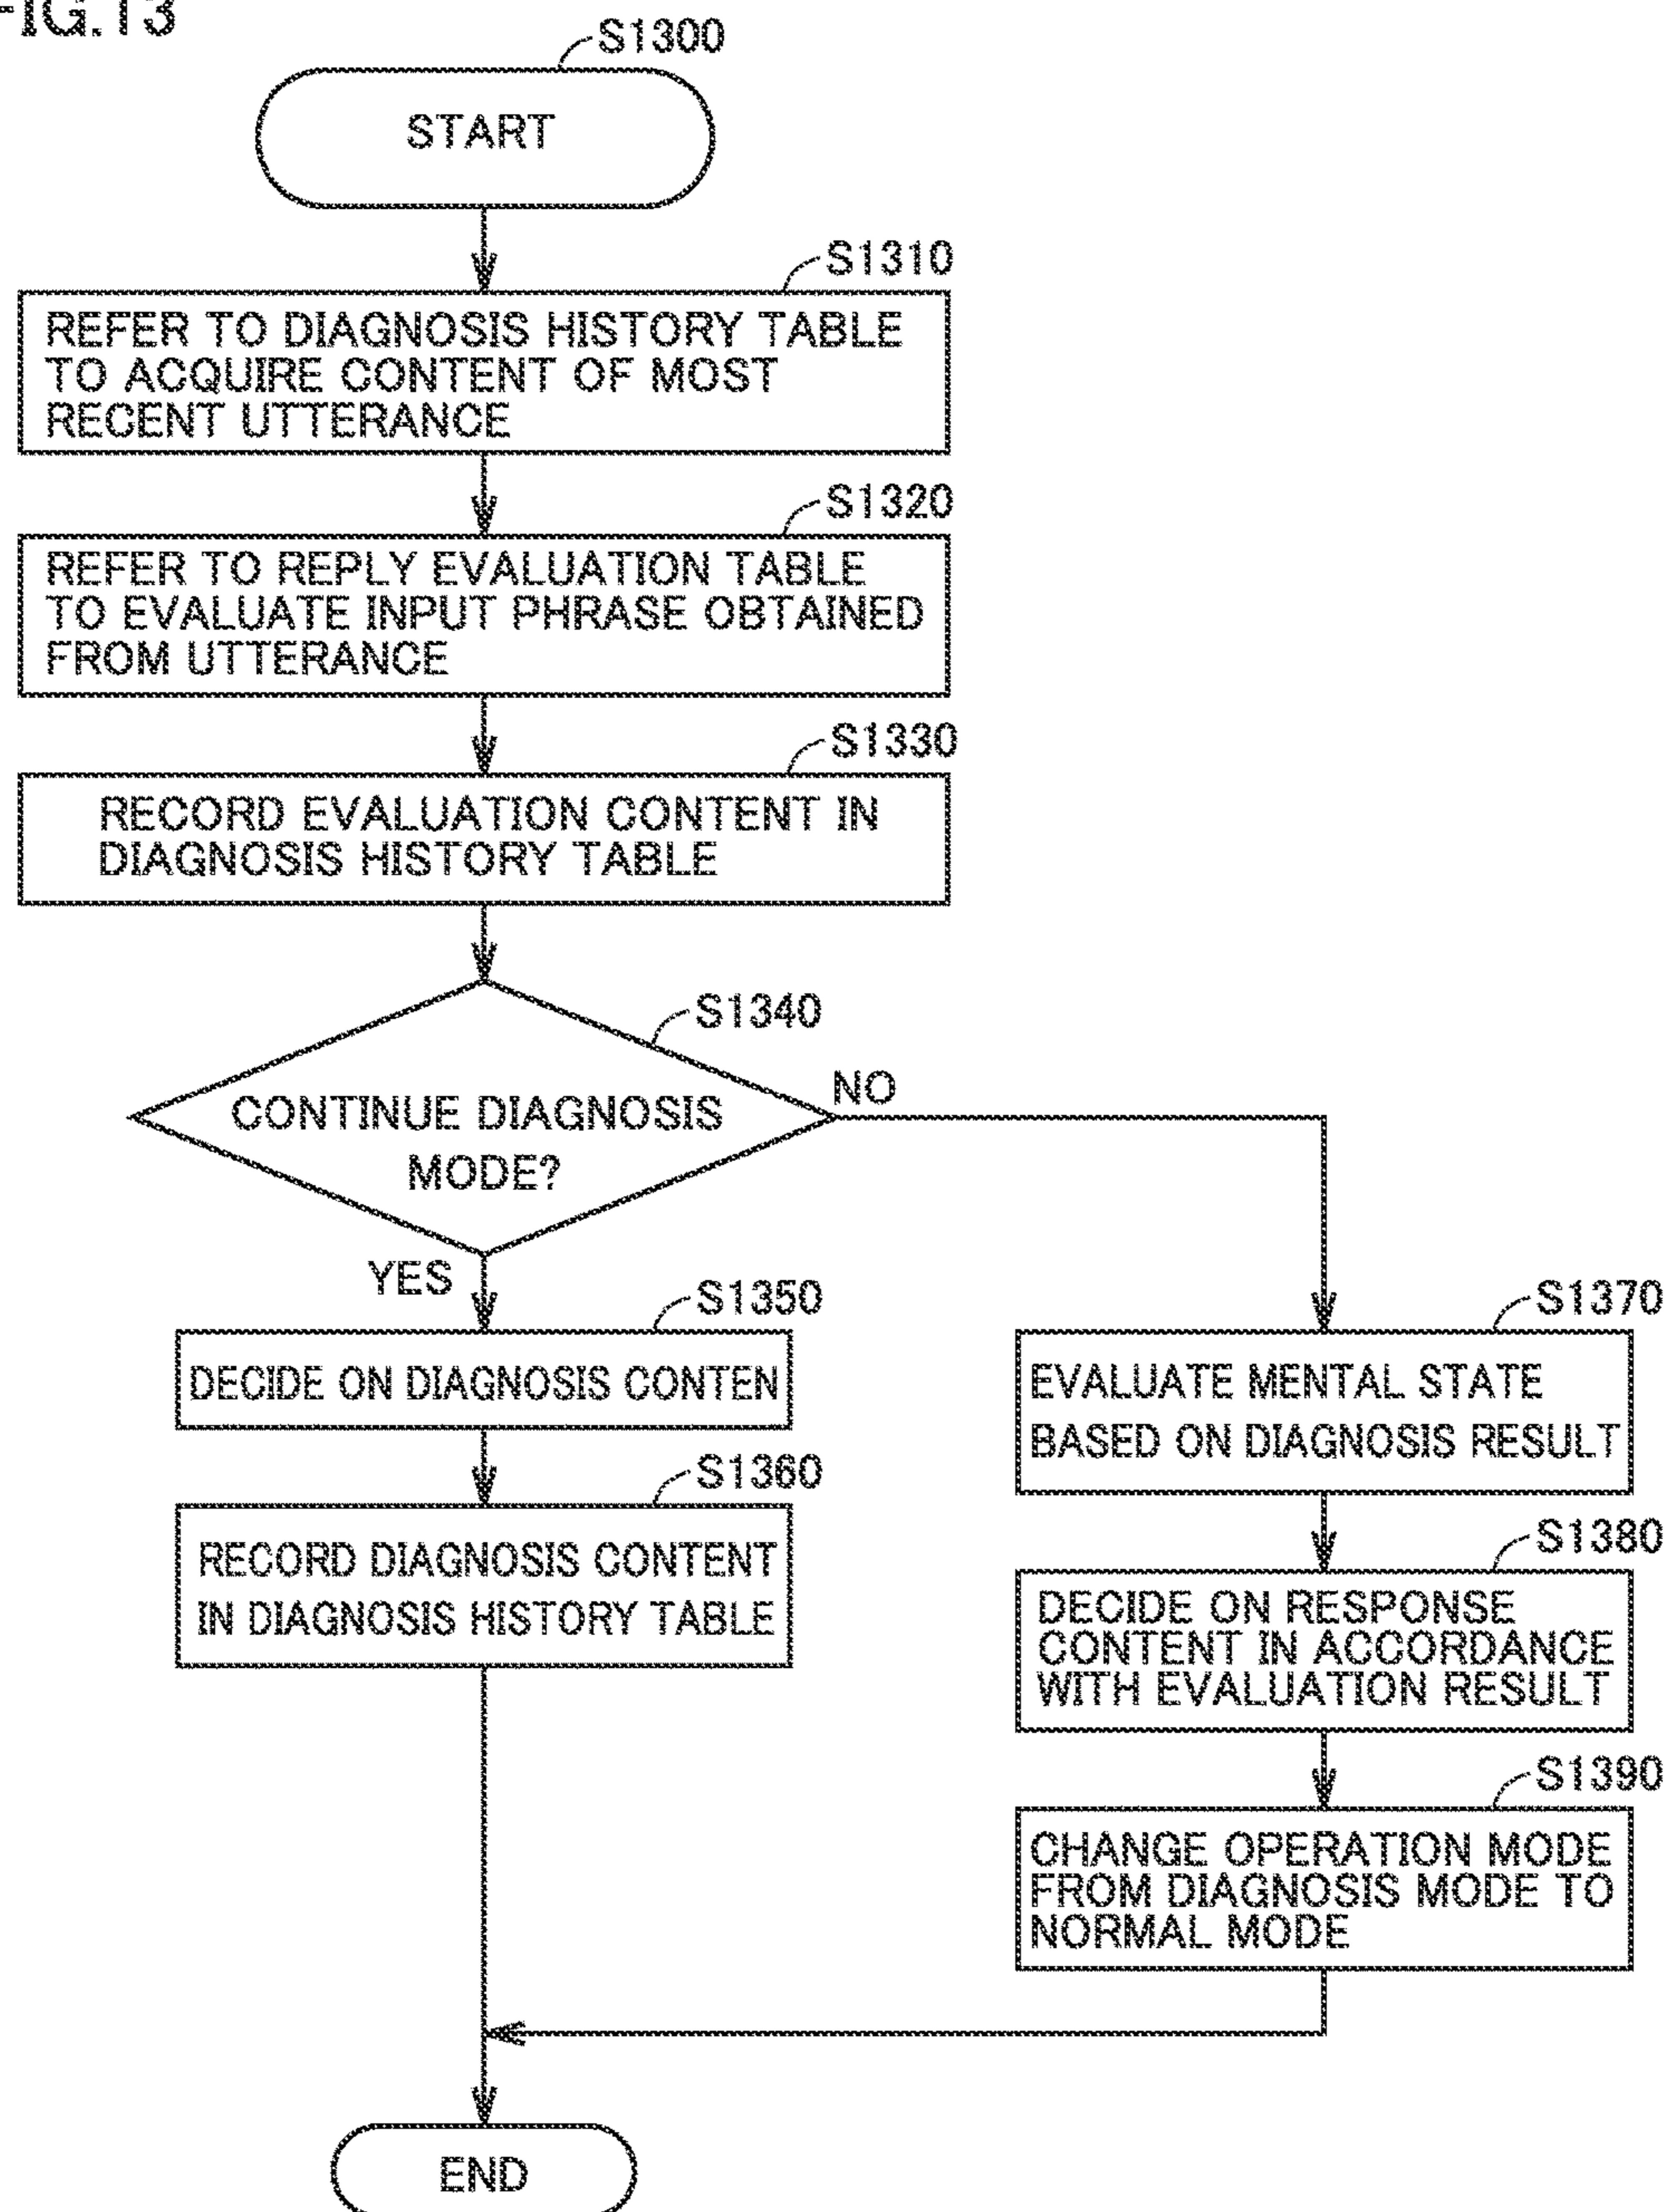 FIG.13
S1300
START
S1310
REFER TO DIAGNOSIS HISTORY TABLE
TO ACQUIRE CONTENT OF MOST
RECENT UTTERANCE
S1320
REFER TO REPLY EVALUATION TABLE
TO EVALUATE INPUT PHRASE OBTAINED
FROM UTTERANCE
S1330
RECORD EVALUATION CONTENT IN
DIAGNOSIS HISTORY TABLE
S1340
CONTINUE DIAGNOSIS
MODE?
NO
YES
S1350
DECIDE ON DIAGNOSIS CONTEN
S1360
RECORD DIAGNOSIS CONTENT
IN DIAGNOSIS HISTORY TABLE
S1370
EVALUATE MENTAL STATE
BASED ON DIAGNOSIS RESULT
S1380
DECIDE ON RESPONSE
CONTENT IN ACCORDANCE
WITH EVALUATION RESULT
S1390
CHANGE OPERATION MODE
FROM DIAGNOSIS MODE TO
NORMAL MODE
END